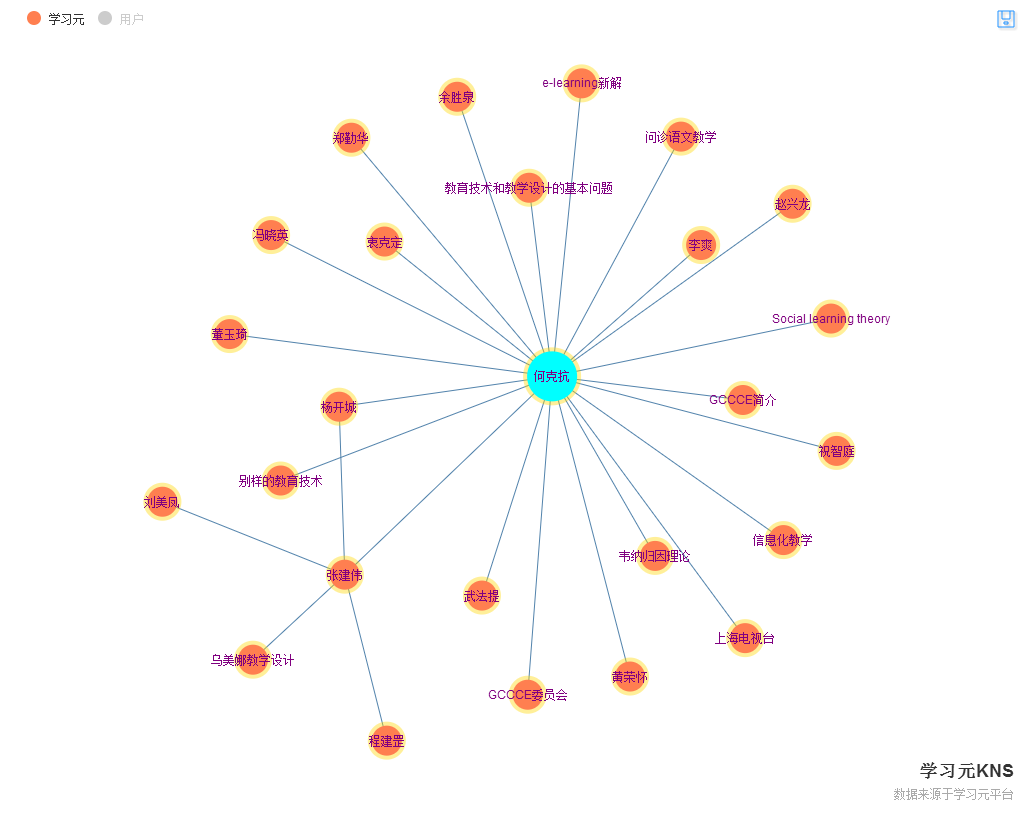 学习元
用户
e-learning新解
余胜泉
郑勤华
问诊语文教学
教育技术和教学设计的基本问题
赵兴龙
冯晓英
衷克定
李爽
Social learning theory
董玉琦
何克抗
GCCCE简介
杨开城
祝智庭
别样的教育技术
刘美凤
信息化教学
韦纳归因理论
张建伟
武法提
上海电视台
乌美娜教学设计
黄荣怀
GCCCE委员会
程建罡
学习元KNS
数据来源于学习元平台